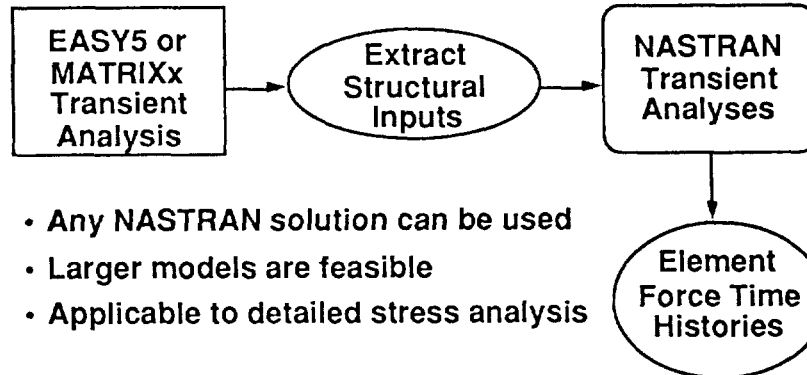 EASY5 or
MATRIXx
Transient
Analysis
Extract
Structural
Inputs
NASTRAN
Transient
Analyses
• Any NASTRAN solution can be used
• Larger models are feasible
• Applicable to detailed stress analysis
Element
Force Time
Histories